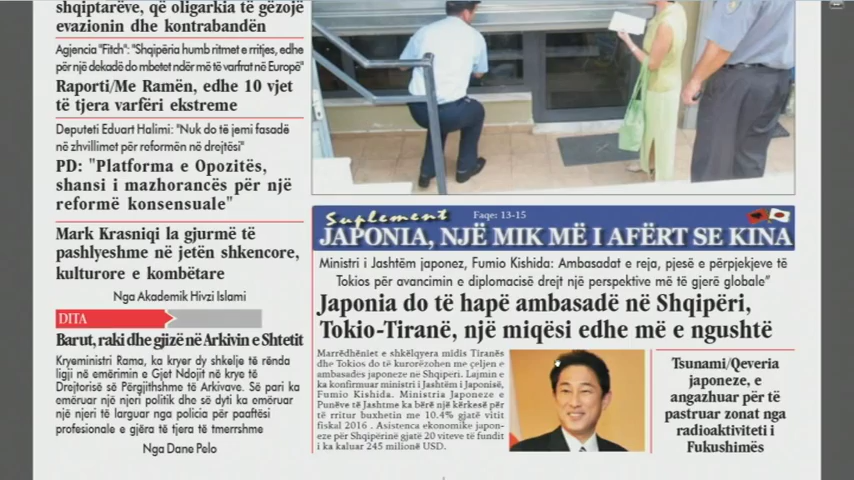 shqiptarëve, që oligarkia të gëzojë
evazionin dhe kontrabandën
Agjencia "Fitch": "Shqipëria humb ritmet e rritjes, edhe
për një dekadë do mbetet ndër më të varfrat në Europë"
Raporti/Me Ramën, edhe 10 vjet
të tjera varfëri ekstreme
Deputeti Eduart Halimi: "Nuk do të jemi fasadë
në zhvillimet për reformën në drejtësi"
PD: "Platforma e Opozitës,
shansi i mazhorancës për një
reformë konsensuale"
Mark Krasniqi la gjurmë të
pashlyeshme në jetën shkencore,
kulturore e kombëtare
Nga Akademik Hivzi Islami
DITA
Barut, raki dhe gjizë në Arkivin e Shtetit
Kryeministri Rama, ka kryer dy shkelje të rënda
ligji në emërimin e Gjet Ndojit në krye të
Drejtorisë së Përgjithshme të Arkivave. Së pari ka
emëruar një njeri politik dhe së dyti ka emëruar
një njeri të larguar nga policia për paaftësi
profesionale e gjëra të tjera të tmerrshme
Nga Dane Pelo
Suplement
Faqe: 13-15
JAPONIA, NJË MIK MË I AFËRT SE KINA
Ministri i Jashtëm japonez, Fumio Kishida: Ambasadat e reja, pjesë e përpjekjeve të
Tokios për avancimin e diplomacisë drejt një perspektive më të gjerë globale"
Japonia do të hapë ambasadë në Shqipëri,
Tokio-Tiranë, një miqësi edhe më e ngushtë
Marrëdhëniet e shkëlqyera midis Tiranës
dhe Tokios do të kurorëzohen me çeljen e
ambasadës japoneze në Shqipëri. Lajmin e
ka konfirmuar ministri i Jashtëm i Japonisë,
Fumio Kishida. Ministria Japoneze e
Punëve të Jashtme ka bërë një kërkesë për
të rritur buxhetin me 10.4% gjatë vitit
fiskal 2016 . Asistenca ekonomike japon-
eze për Shqipërinë gjatë 20 viteve të fundit
i ka kaluar 245 milionë USD.
Tsunami/Qeveria
japoneze, e
angazhuar për të
pastruar zonat nga
radioaktiviteti i
Fukushimës